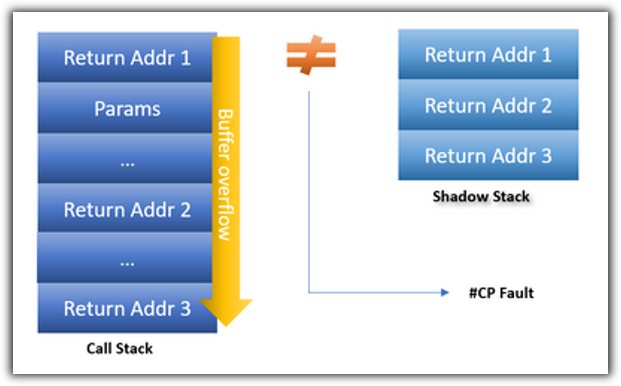 Return Addr 1
Params
...
Return Addr 2
...
Return Addr 3
Call Stack
Buffer overflow
≠
Return Addr 1
Return Addr 2
Return Addr 3
Shadow Stack
#CP Fault